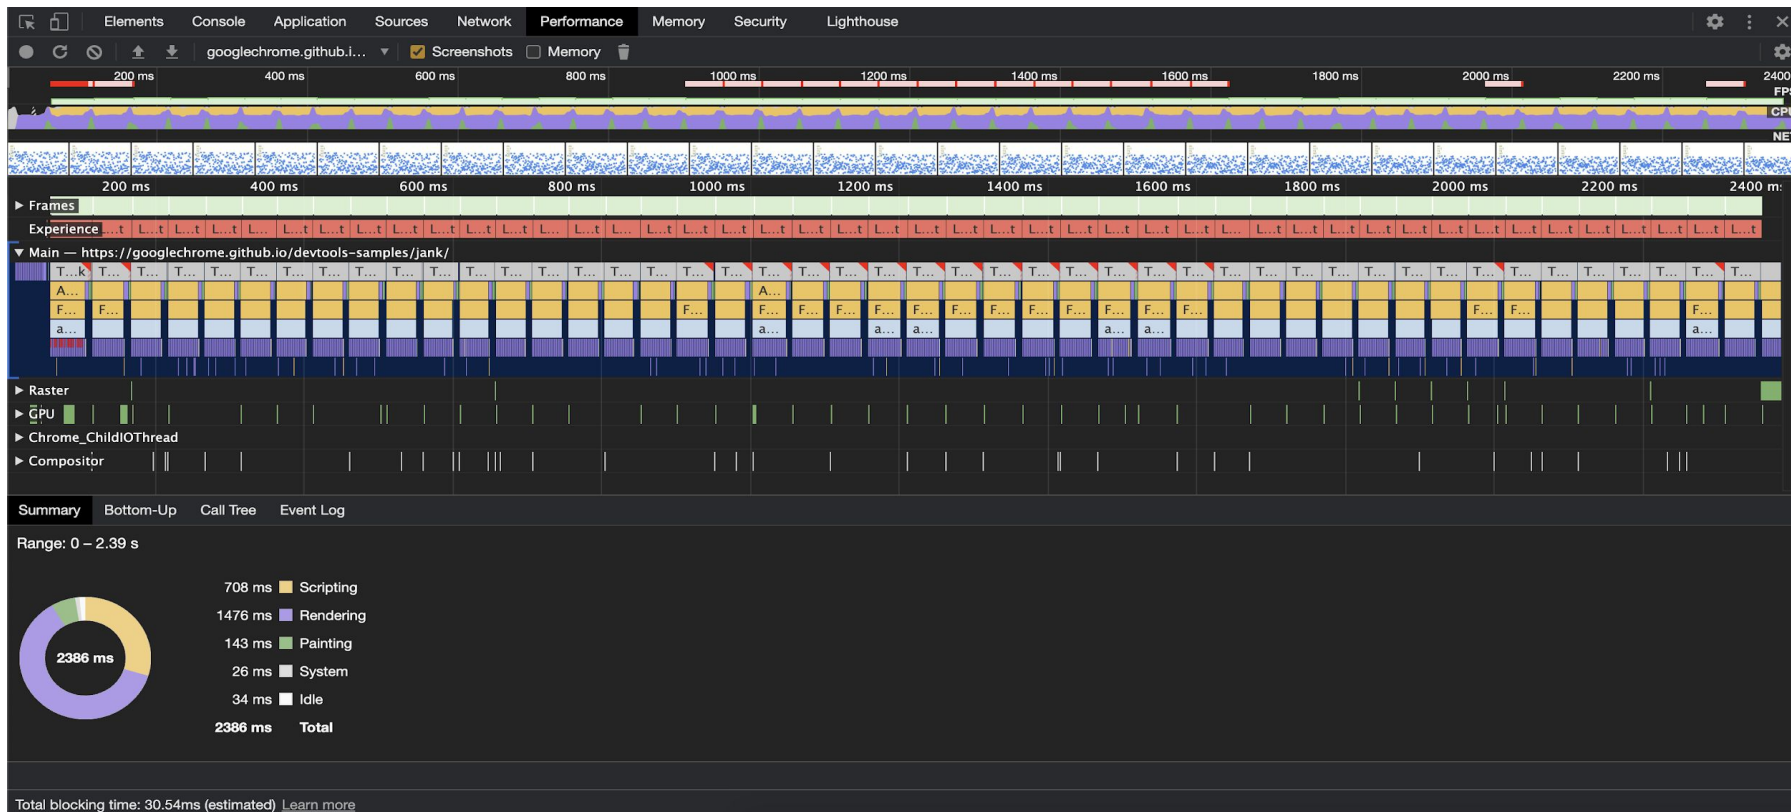 Elements Console Application Sources Network Performance Memory Security Lighthouse
googlechrome.github.i... Screenshots Memory
200 ms 400 ms 600 ms 800 ms 1000 ms 1200 ms 1400 ms 1600 ms 1800 ms 2000 ms 2200 ms 2400
FPS
CPU
NET
200 ms 400 ms 600 ms 800 ms 1000 ms 1200 ms 1400 ms 1600 ms 1800 ms 2000 ms 2200 ms 2400 m
Frames
Experience L...t L...t L...t L...t L...t L...t L...t L...t L...t L...t L...t L...t L...t L...t L...t L... L...t L...t L...t L...t L...t L...t L...t L...t L...t L...t L...t L...t L...t L... L...t L...t L...t L...t L...t L...t L...t L...t L...t L...t L...t L...t L...t L...t
Main — https://googlechrome.github.io/devtools-samples/jank/
T...k T... T... T... T... T... T... T... T... T... T... T... T... T... T... T... T... T... T... T... T... T... T... T... T... T... T... T... T... T... T... T... T... T... T... T... T... T... T... T... T... T... T... T... T... T...
A... A...
F... F... F... F... F... F... F... F... F... F... F... F... F... F... F... F... F... F...
a... a... a... a... a... a... a...
Raster
GPU
Chrome_ChildIOThread
Compositor
Summary Bottom-Up Call Tree Event Log
Range: 0 – 2.39 s
708 ms Scripting
1476 ms Rendering
143 ms Painting
2386 ms
26 ms System
34 ms Idle
2386 ms Total
Total blocking time: 30.54ms (estimated) Learn more